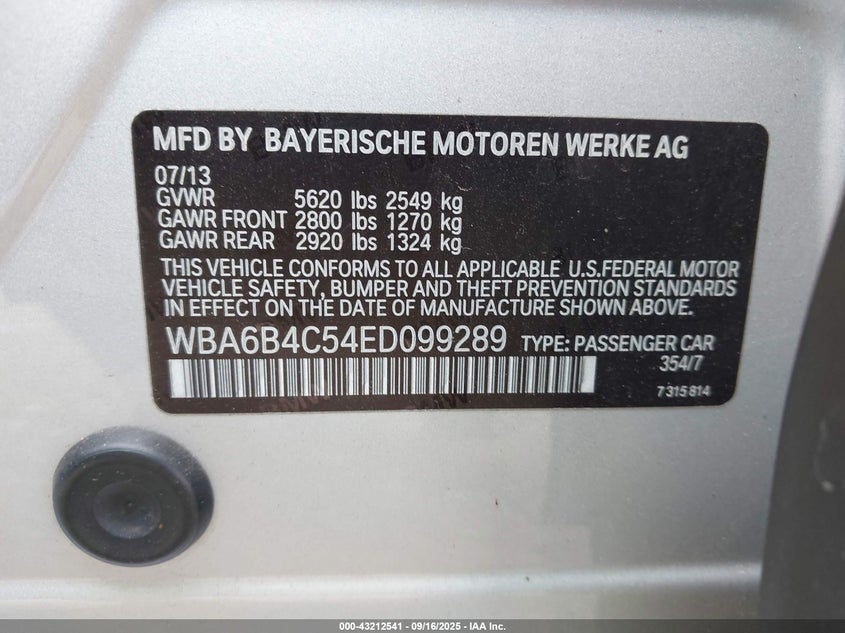 MFD BY BAYERISCHE MOTOREN WERKE AG
07/13
GVWR 5620 lbs 2549 kg
GAWR FRONT 2800 lbs 1270 kg
GAWR REAR 2920 lbs 1324 kg
THIS VEHICLE CONFORMS TO ALL APPLICABLE U.S.FEDERAL MOTOR
VEHICLE SAFETY, BUMPER AND THEFT PREVENTION STANDARDS
IN EFFECT ON THE DATE OF MANUFACTURE SHOWN ABOVE.
WBA6B4C54ED099289 TYPE: PASSENGER CAR
354/7
7 315 814
000-43212541 | 09/16/2025 | IAA Inc.